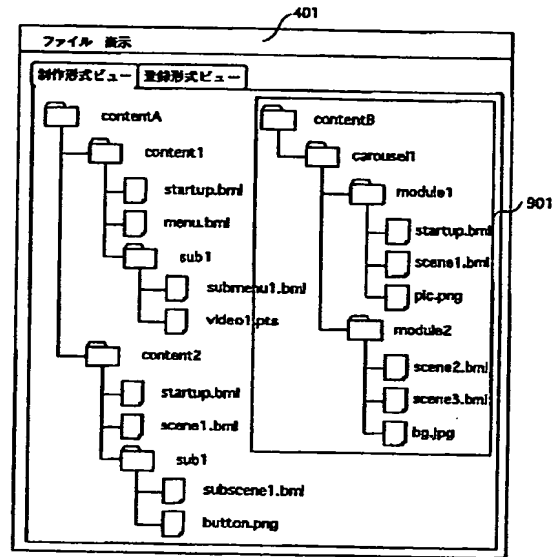 401
ファイル 表示
制作形式ビュー 登録形式ビュー
contentA
content1
startup.bml
menu.bml
sub1
submenu1.bml
video1.pts
content2
startup.bml
scene1.bml
sub1
subscene1.bml
button.png
contentB
carousel1
901
module1
startup.bml
scene1.bml
pic.png
module2
scene2.bml
scene3.bml
bg.jpg